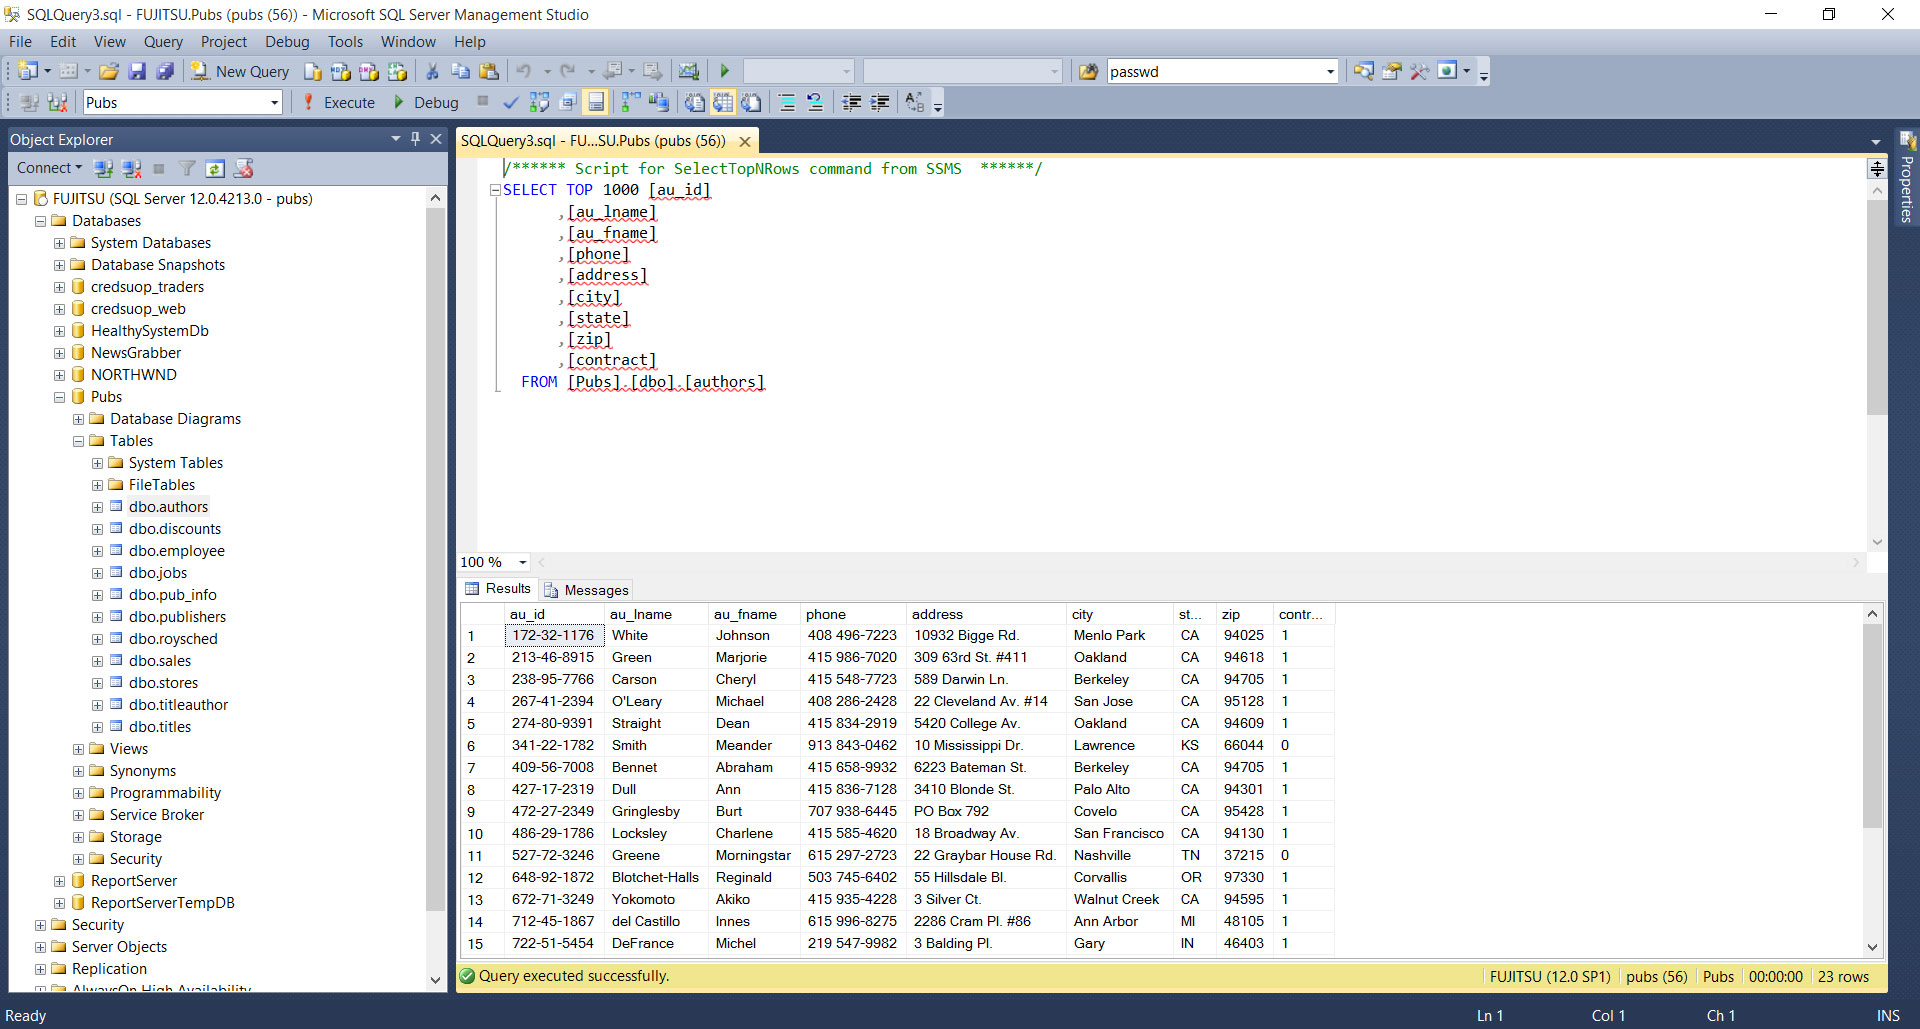 SQLQuery3.sql - FUJITSU.Pubs (pubs (56)) - Microsoft SQL Server Management Studio
File Edit View Query Project Debug Tools Window Help
New Query passwd
Pubs Execute Debug
Object Explorer
Connect
FUJITSU (SQL Server 12.0.4213.0 - pubs)
Databases
System Databases
Database Snapshots
credsuop_traders
credsuop_web
HealthySystemDb
NewsGrabber
NORTHWND
Pubs
Database Diagrams
Tables
System Tables
FileTables
dbo.authors
dbo.discounts
dbo.employee
dbo.jobs
dbo.pub_info
dbo.publishers
dbo.roysched
dbo.sales
dbo.stores
dbo.titleauthor
dbo.titles
Views
Synonyms
Programmability
Service Broker
Storage
Security
ReportServer
ReportServerTempDB
Security
Server Objects
Replication
AlwaysOn High Availability
SQLQuery3.sql - FU...SU.Pubs (pubs (56))
/****** Script for SelectTopNRows command from SSMS  ******/
SELECT TOP 1000 [au_id]
,[au_lname]
,[au_fname]
,[phone]
,[address]
,[city]
,[state]
,[zip]
,[contract]
FROM [Pubs].[dbo].[authors]
Properties
100 %
Results Messages
au_id au_lname au_fname phone address city st... zip contr...
1 172-32-1176 White Johnson 408 496-7223 10932 Bigge Rd. Menlo Park CA 94025 1
2 213-46-8915 Green Marjorie 415 986-7020 309 63rd St. #411 Oakland CA 94618 1
3 238-95-7766 Carson Cheryl 415 548-7723 589 Darwin Ln. Berkeley CA 94705 1
4 267-41-2394 O'Leary Michael 408 286-2428 22 Cleveland Av. #14 San Jose CA 95128 1
5 274-80-9391 Straight Dean 415 834-2919 5420 College Av. Oakland CA 94609 1
6 341-22-1782 Smith Meander 913 843-0462 10 Mississippi Dr. Lawrence KS 66044 0
7 409-56-7008 Bennet Abraham 415 658-9932 6223 Bateman St. Berkeley CA 94705 1
8 427-17-2319 Dull Ann 415 836-7128 3410 Blonde St. Palo Alto CA 94301 1
9 472-27-2349 Gringlesby Burt 707 938-6445 PO Box 792 Covelo CA 95428 1
10 486-29-1786 Locksley Charlene 415 585-4620 18 Broadway Av. San Francisco CA 94130 1
11 527-72-3246 Greene Morningstar 615 297-2723 22 Graybar House Rd. Nashville TN 37215 0
12 648-92-1872 Blotchet-Halls Reginald 503 745-6402 55 Hillsdale Bl. Corvallis OR 97330 1
13 672-71-3249 Yokomoto Akiko 415 935-4228 3 Silver Ct. Walnut Creek CA 94595 1
14 712-45-1867 del Castillo Innes 615 996-8275 2286 Cram Pl. #86 Ann Arbor MI 48105 1
15 722-51-5454 DeFrance Michel 219 547-9982 3 Balding Pl. Gary IN 46403 1
Query executed successfully. FUJITSU (12.0 SP1) pubs (56) Pubs 00:00:00 23 rows
Ready Ln 1 Col 1 Ch 1 INS